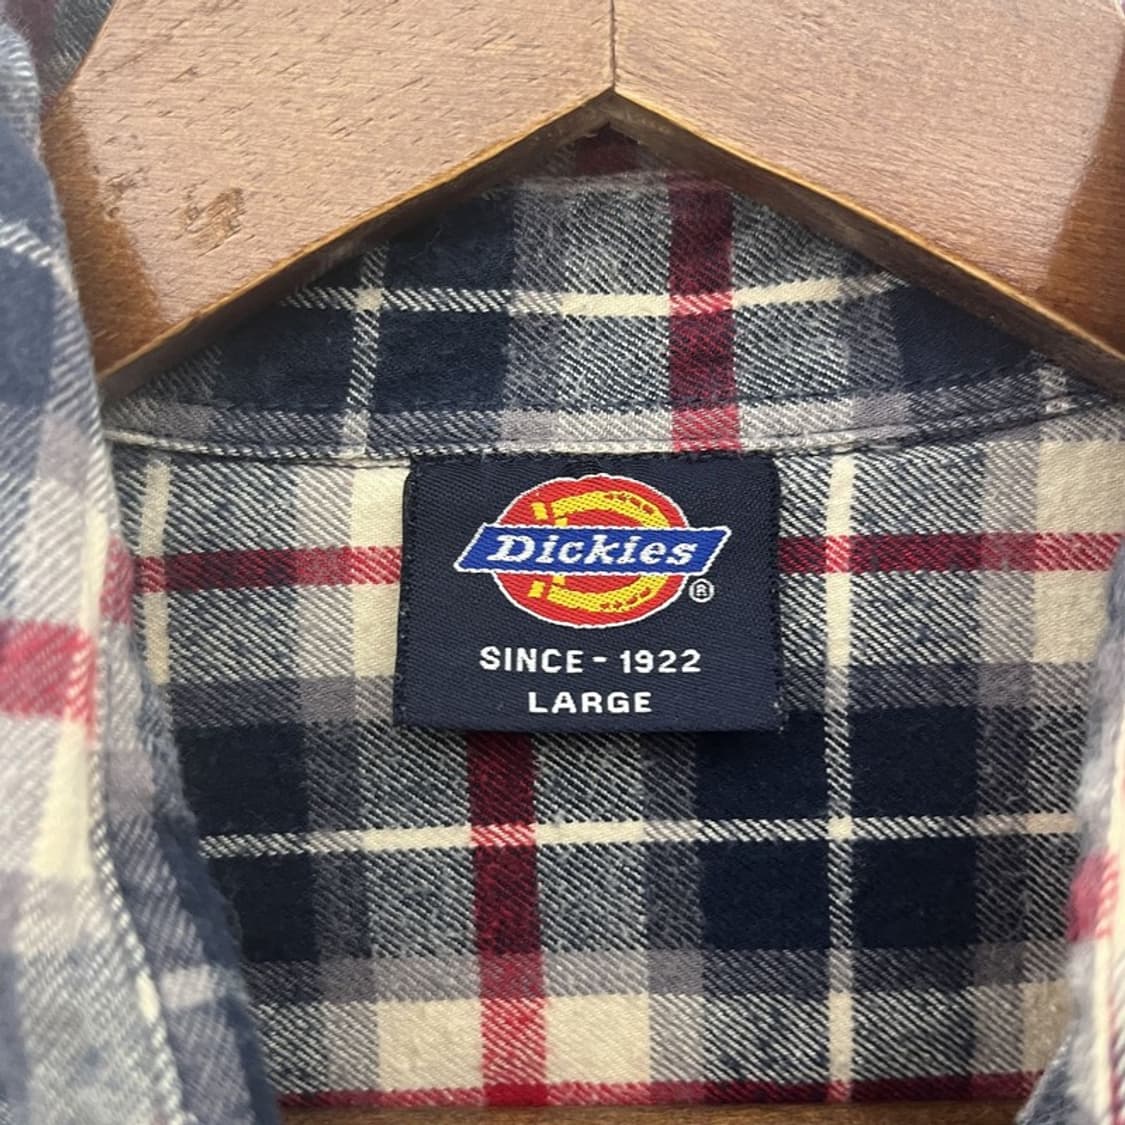 Dickies
®
SINCE - 1922
LARGE